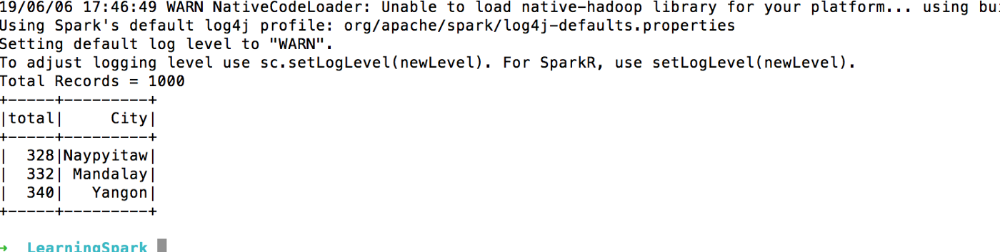 19/06/06 17:46:49 WARN NativeCodeLoader: Unable to load native-hadoop library for your platform... using
Using Spark's default log4j profile: org/apache/spark/log4j-defaults.properties
Setting default log level to "WARN".
To adjust logging level use sc.setLogLevel(newLevel). For SparkR, use setLogLevel(newLevel).
Total Records = 1000
+-----+---------+
|total|     City|
+-----+---------+
|  328|Naypyitaw|
|  332| Mandalay|
|  340|   Yangon|
+-----+---------+
→  LearningSpark